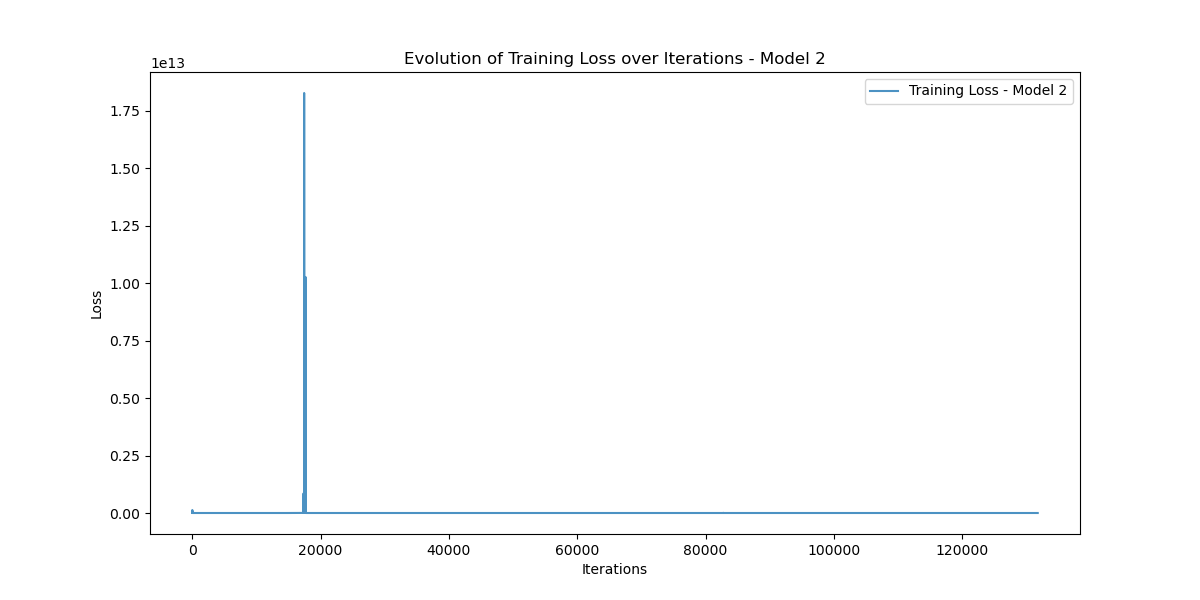 Evolution of Training Loss over Iterations - Model 2
1e13
Training Loss - Model 2
1.75
1.50
1.25
1.00
0.75
0.50
0.25
0.00
Loss
0 20000 40000 60000 80000 100000 120000
Iterations